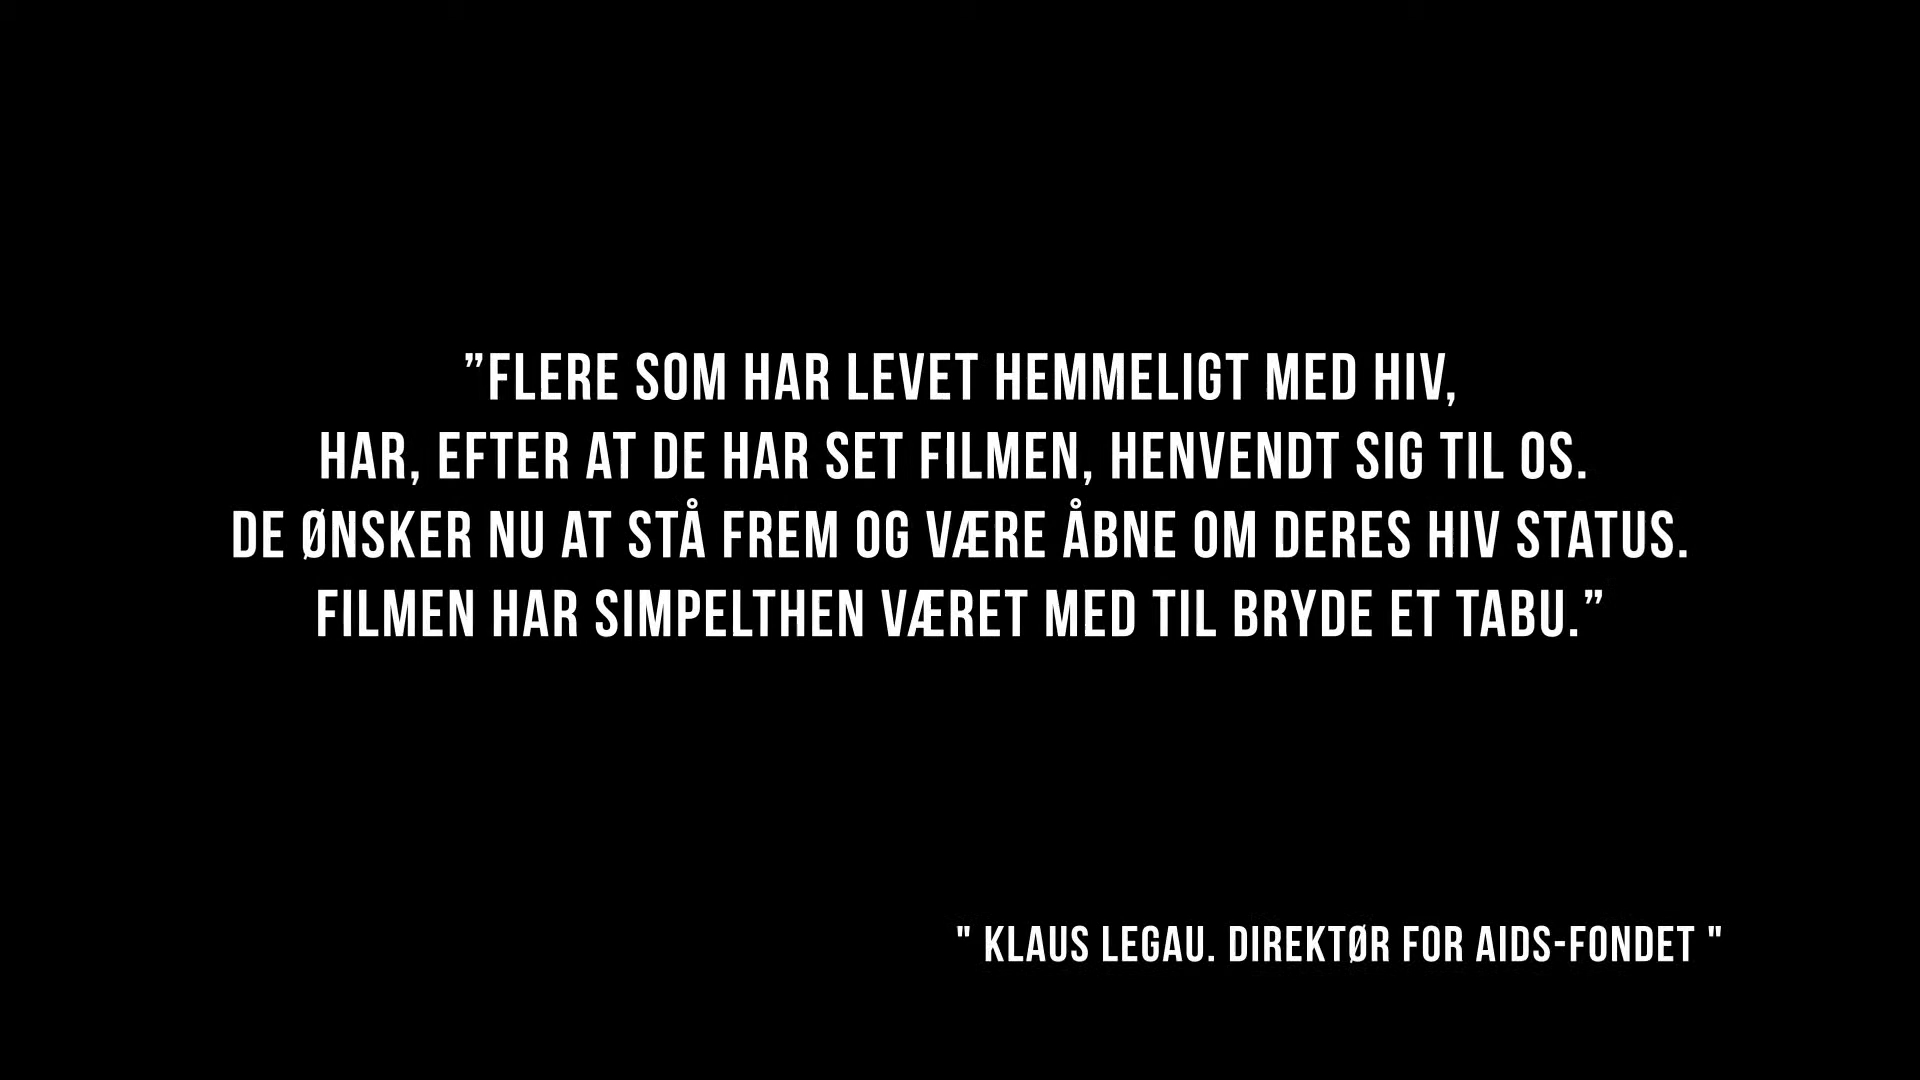 ”FLERE SOM HAR LEVET HEMMELIGT MED HIV,
HAR, EFTER AT DE HAR SET FILMEN, HENVENDT SIG TIL OS.
DE ØNSKER NU AT STÅ FREM OG VÆRE ÅBNE OM DERES HIV STATUS.
FILMEN HAR SIMPELTHEN VÆRET MED TIL BRYDE ET TABU.”
" KLAUS LEGAU. DIREKTØR FOR AIDS-FONDET "